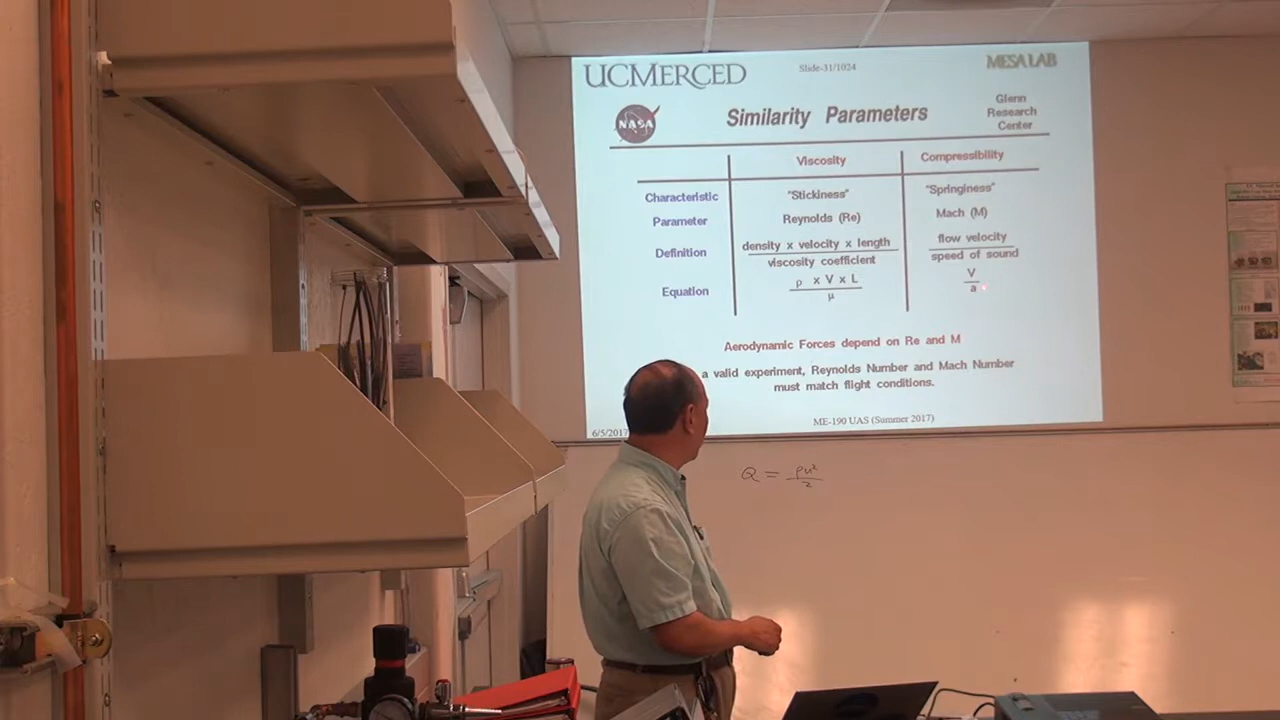 UCMERCED
Slide-31/1024
MESA LAB
NASA
Similarity Parameters
Glenn
Research
Center
Viscosity
Compressibility
Characteristic
"Stickiness"
"Springiness"
Parameter
Reynolds (Re)
Mach (M)
Definition
density x velocity x length
viscosity coefficient
flow velocity
speed of sound
Equation
ρ x V x L
μ
V
a
Aerodynamic Forces depend on Re and M
a valid experiment, Reynolds Number and Mach Number
must match flight conditions.
6/5/2017
ME-190 UAS (Summer 2017)
Q = ρu²
2